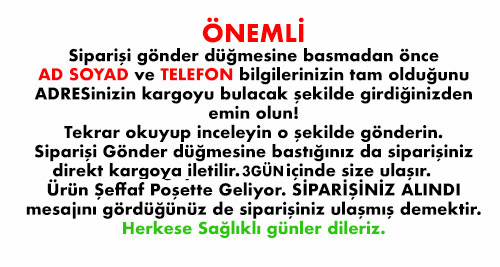 ÖNEMLİ
Siparişi gönder düğmesine basmadan önce
AD SOYAD ve TELEFON bilgilerinizin tam olduğunu
ADRESinizin kargoyu bulacak şekilde girdiğinizden
emin olun!
Tekrar okuyup inceleyin o şekilde gönderin.
Siparişi Gönder düğmesine bastığınız da siparişiniz
direkt kargoya iletilir.3GÜN içinde size ulaşır.
Ürün Şeffaf Poşette Geliyor. SİPARİŞİNİZ ALINDI
mesajını gördüğünüz de siparişiniz ulaşmış demektir.
Herkese Sağlıklı günler dileriz.